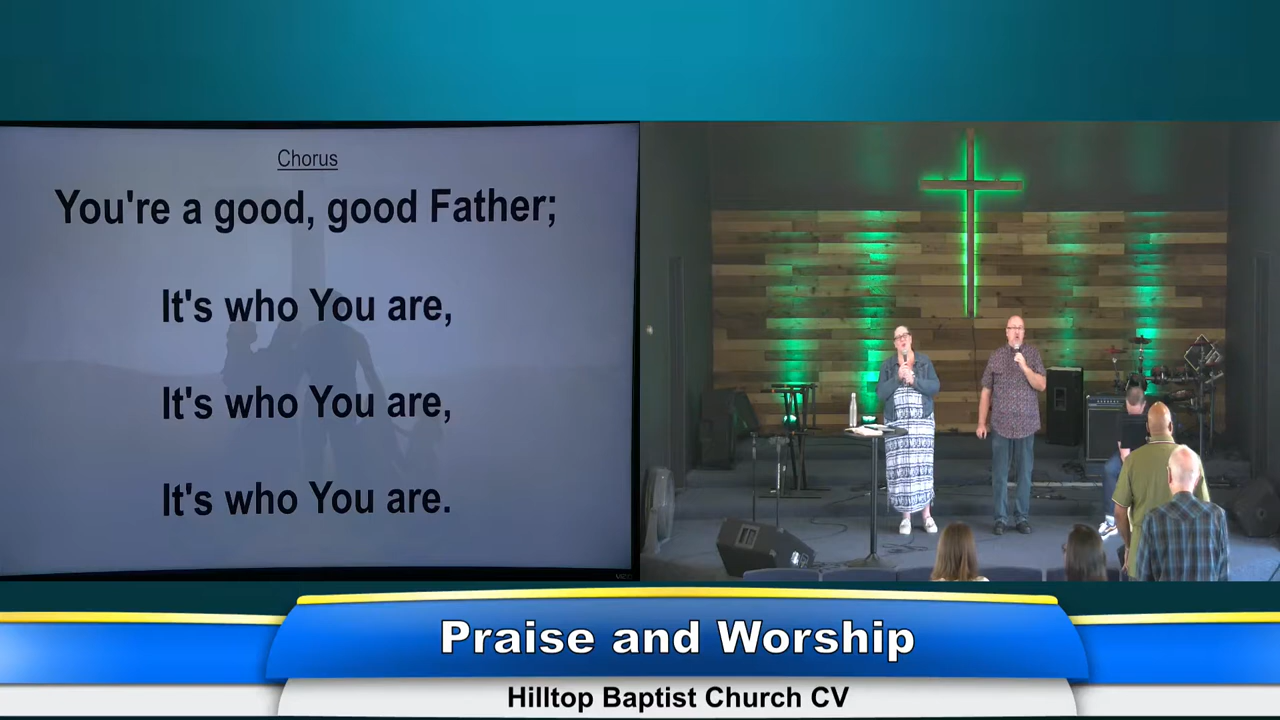 Chorus
You're a good, good Father;
It's who You are,
It's who You are,
It's who You are.
Praise and Worship
Hilltop Baptist Church CV